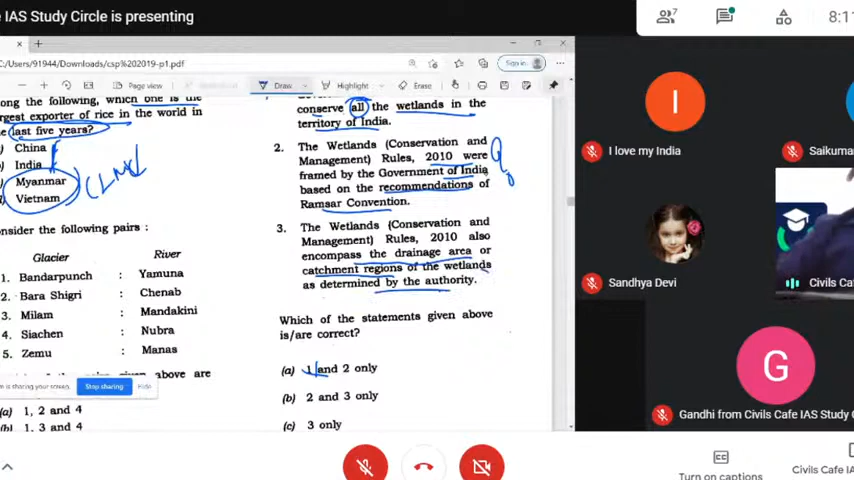 IAS Study Circle is presenting
7
8:11
C:/Users/91944/Downloads/csp%202019-p1.pdf
Sign in
Page view
Draw
Highlight
Erase
ong the following, which one is the
rgest exporter of rice in the world in
e last five years?
) China
) India
) Myanmar
) Vietnam
nsider the following pairs :
Glacier River
1. Bandarpunch : Yamuna
2. Bara Shigri : Chenab
3. Milam : Mandakini
4. Siachen : Nubra
5. Zemu : Manas
given above are
m is sharing your screen.
Stop sharing
Hide
(a) 1, 2 and 4
(b) 1, 3 and 4
conserve all the wetlands in the
territory of India.
2. The Wetlands (Conservation and
Management) Rules, 2010 were
framed by the Government of India
based on the recommendations of
Ramsar Convention.
3. The Wetlands (Conservation and
Management) Rules, 2010 also
encompass the drainage area or
catchment regions of the wetlands
as determined by the authority.
Which of the statements given above
is/are correct?
(a) 1 and 2 only
(b) 2 and 3 only
(c) 3 only
I
I love my India
Saikuma
Sandhya Devi
Civils Cafe
G
Gandhi from Civils Cafe IAS Study C
Turn on captions
Civils Cafe IA